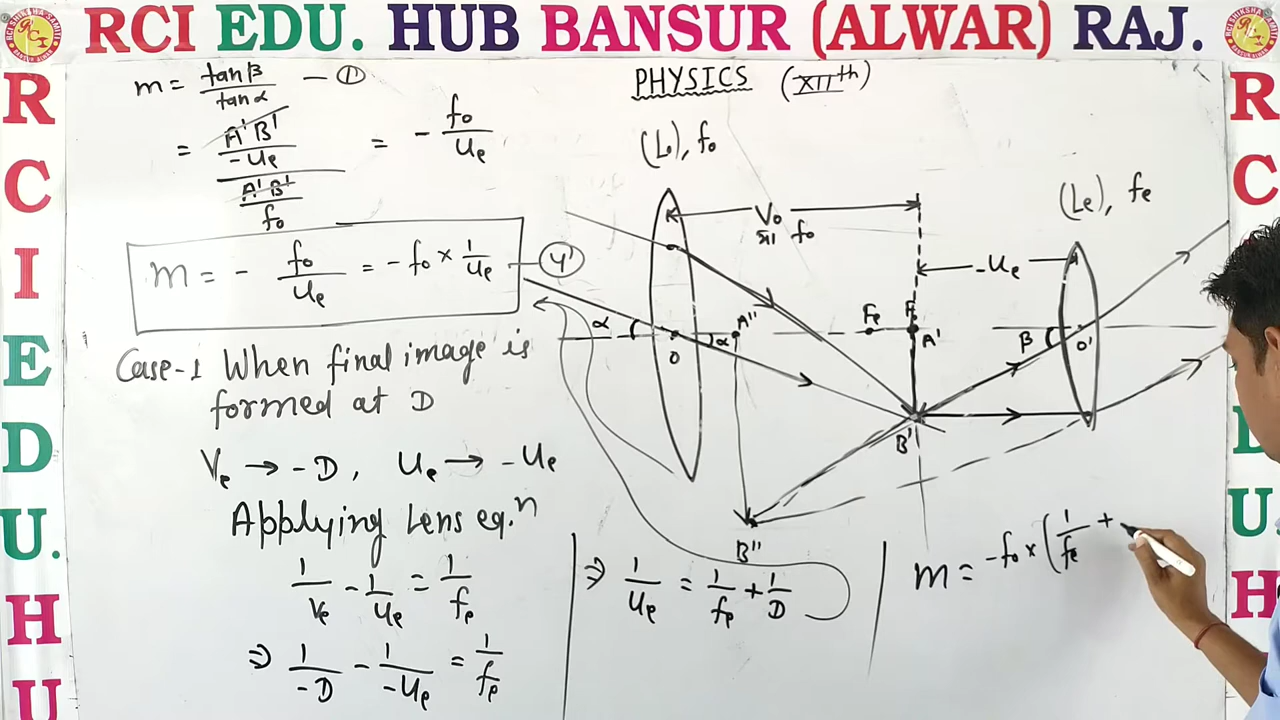 RCI EDU. HUB BANSUR (ALWAR) RAJ.
R
C
I
E
D
U.
H
U
R
C
D
U.
H
PHYSICS (XIIth)
m = tanβ / tanα — ①
= (A'B' / -ue) / (A'B' / fo) = - fo / ue
m = - fo / ue = - fo × 1/ue — (4)
Case-1 When final image is
formed at D
Ve → -D, ue → -ue
Applying Lens eq.n
1/Ve - 1/ue = 1/fe
⇒ 1/-D - 1/-ue = 1/fe
⇒ 1/ue = 1/fe + 1/D
m = -fo × (1/fe +
(Lo), fo
Vo
fo
(Le), fe
-ue
α
O
α
A''
Fe
F
A'
β
O'
B'
B''